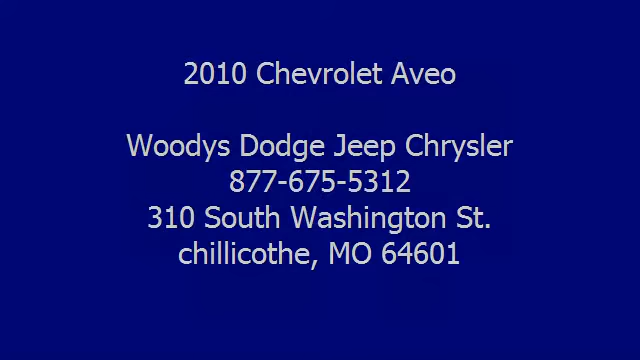 2010 Chevrolet Aveo
Woodys Dodge Jeep Chrysler
877-675-5312
310 South Washington St.
chillicothe, MO 64601